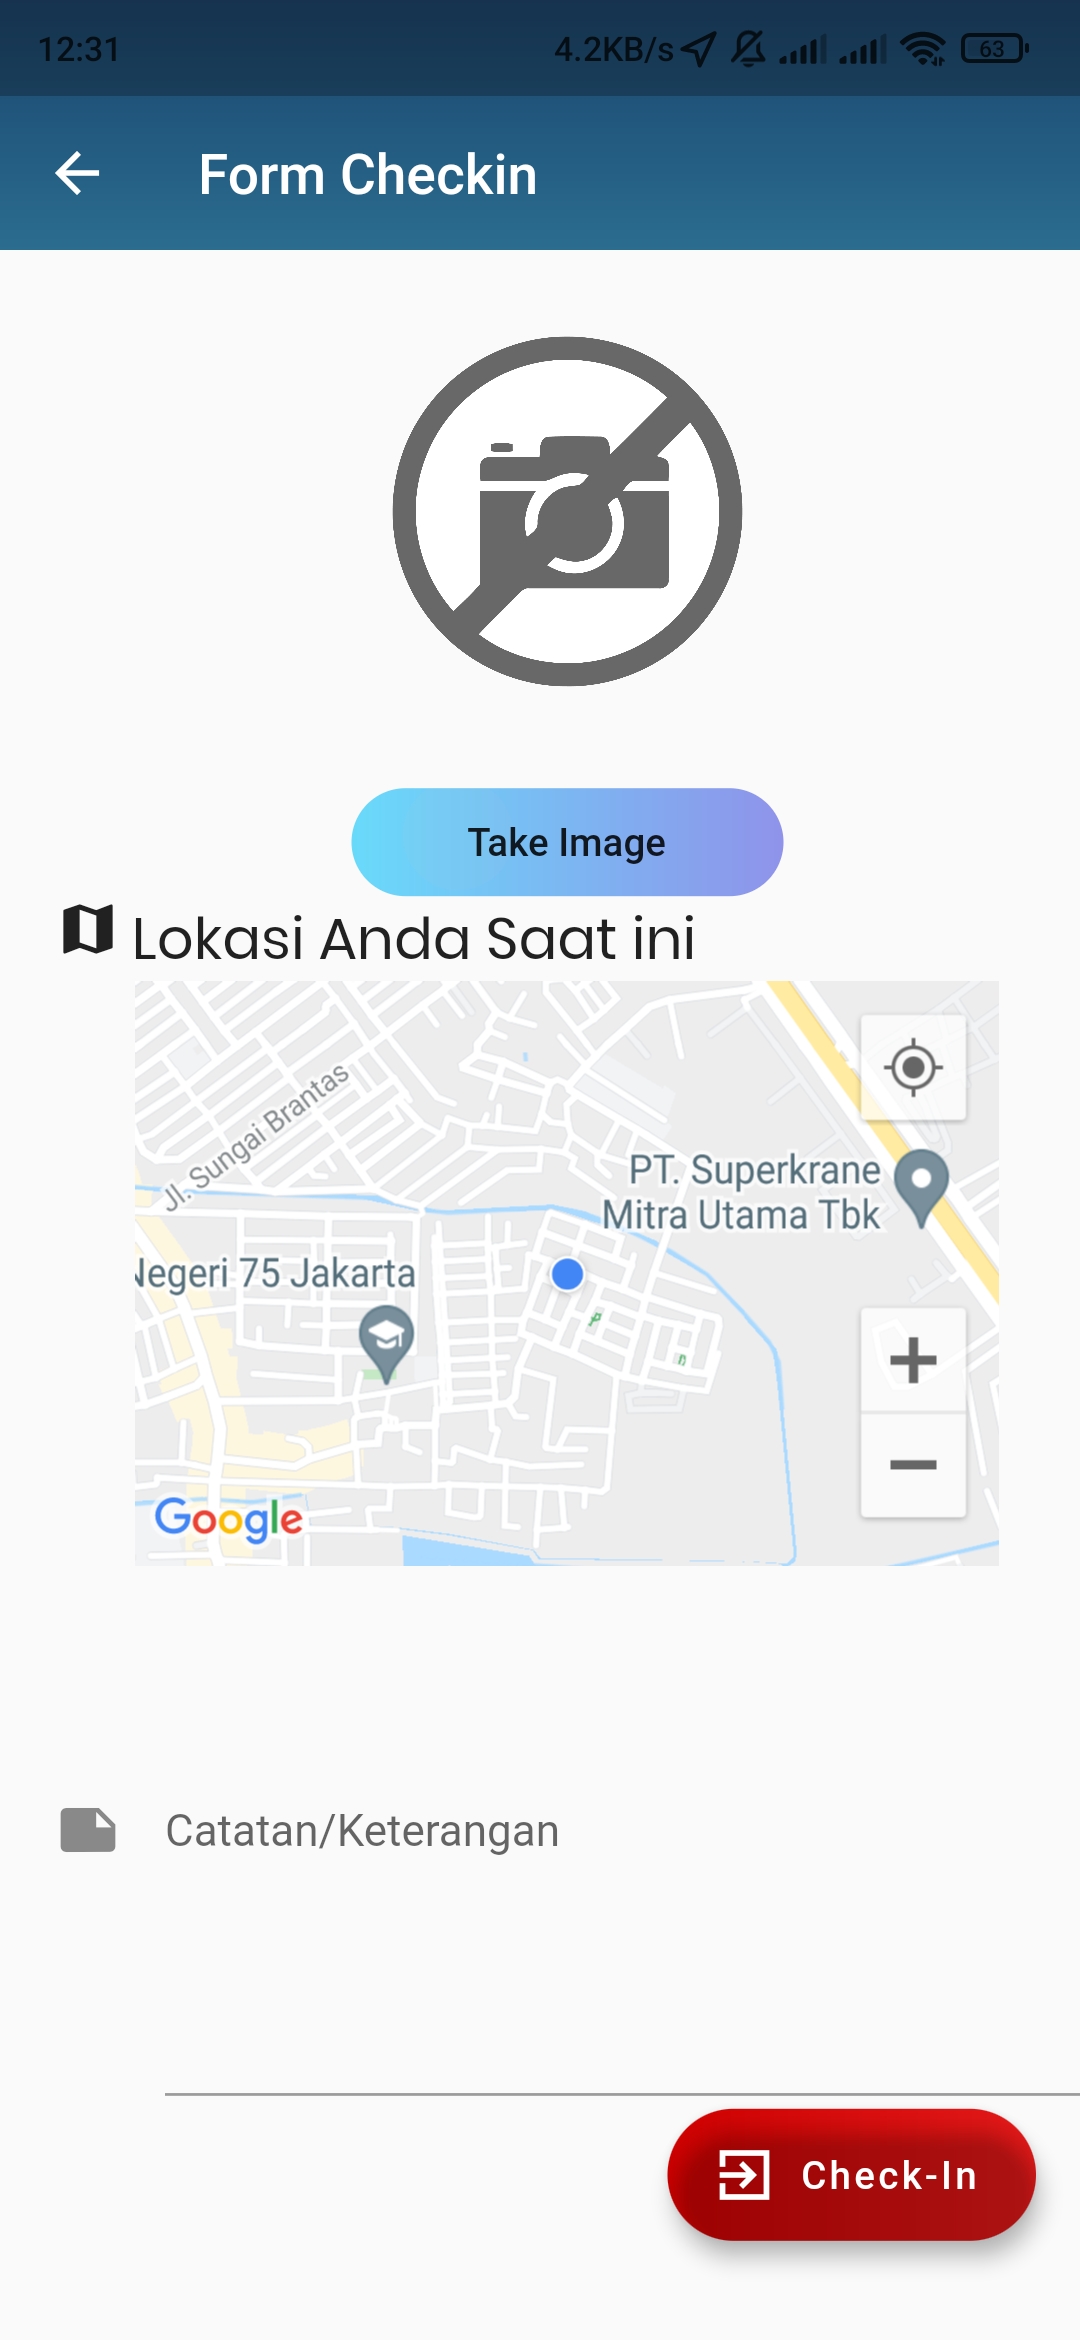 12:31
4.2KB/s
63
Form Checkin
Take Image
Lokasi Anda Saat ini
Jl. Sungai Brantas
PT. Superkrane
Mitra Utama Tbk
Negeri 75 Jakarta
Google
Catatan/Keterangan
Check-In